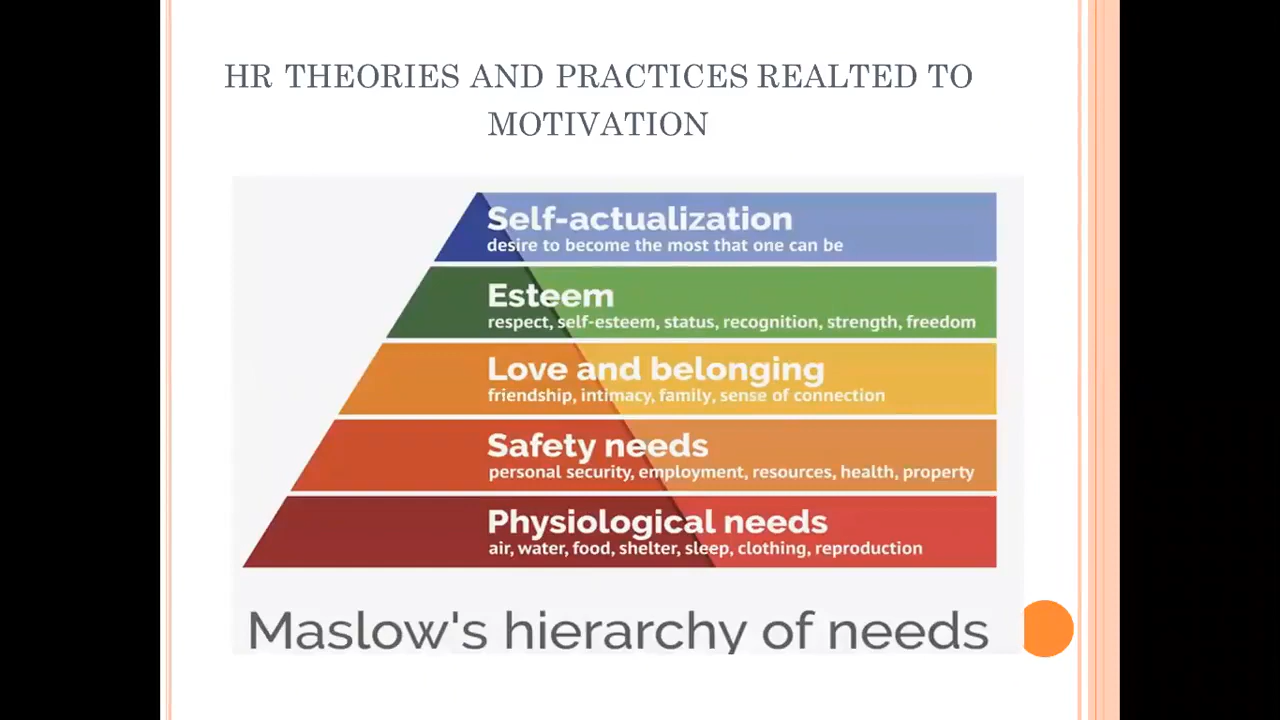 HR THEORIES AND PRACTICES REALTED TO
MOTIVATION
Self-actualization
desire to become the most that one can be
Esteem
respect, self-esteem, status, recognition, strength, freedom
Love and belonging
friendship, intimacy, family, sense of connection
Safety needs
personal security, employment, resources, health, property
Physiological needs
air, water, food, shelter, sleep, clothing, reproduction
Maslow's hierarchy of needs